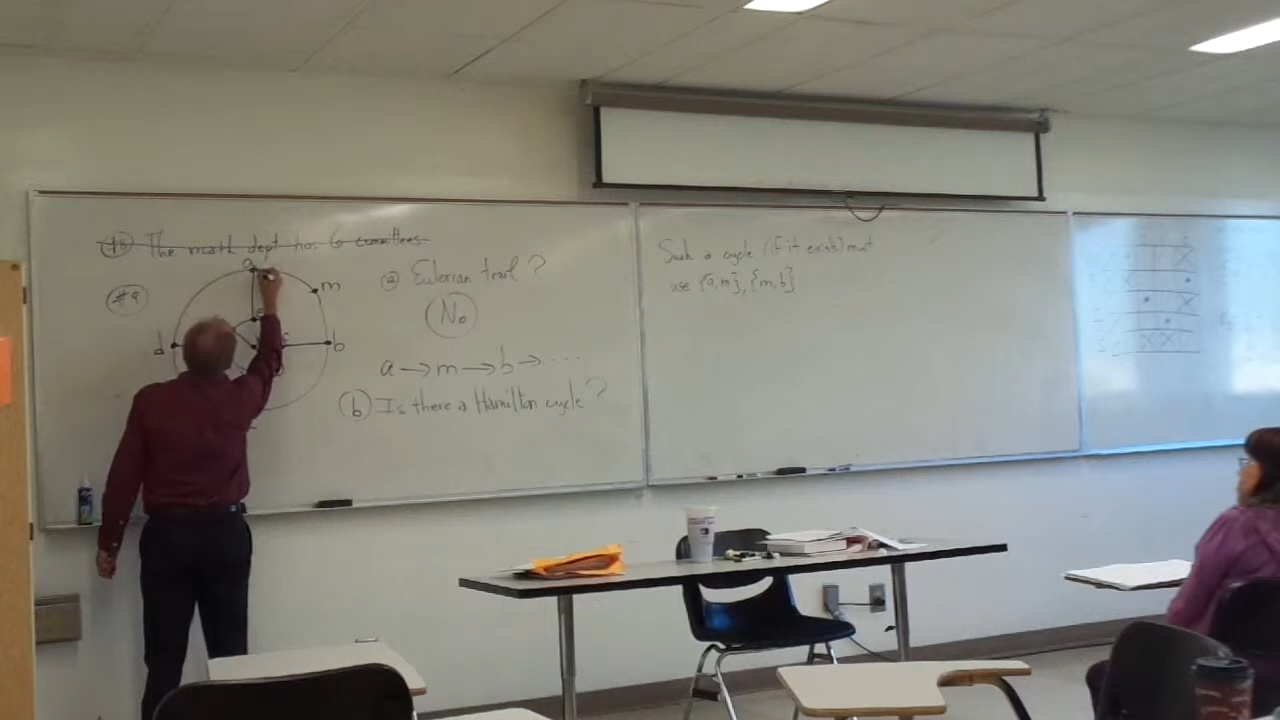 The math dept has 6 committees.
#9
a
m
d
b
a → m → b → ...
(a) Eulerian trail?
No
(b) Is there a Hamilton cycle?
Such a cycle (if it exists) must
use {a,m}, {m,b}